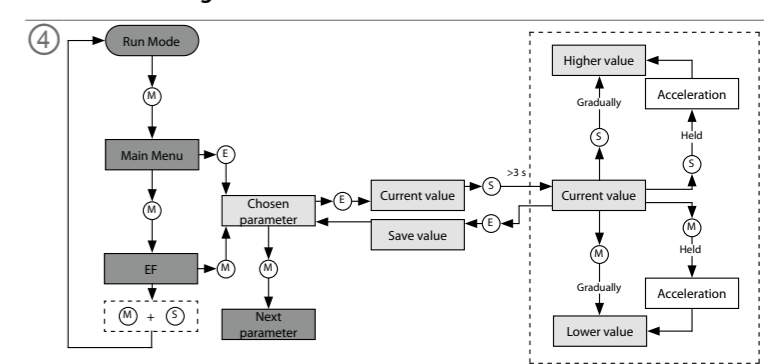 4
Run Mode
M
Main Menu
E
M
EF
M
M + S
Chosen
parameter
M
Next
parameter
E
Current value
S
>3 s
Save value
E
Higher value
Gradually
S
Acceleration
Held
S
Current value
M
Gradually
Lower value
M
Held
Acceleration